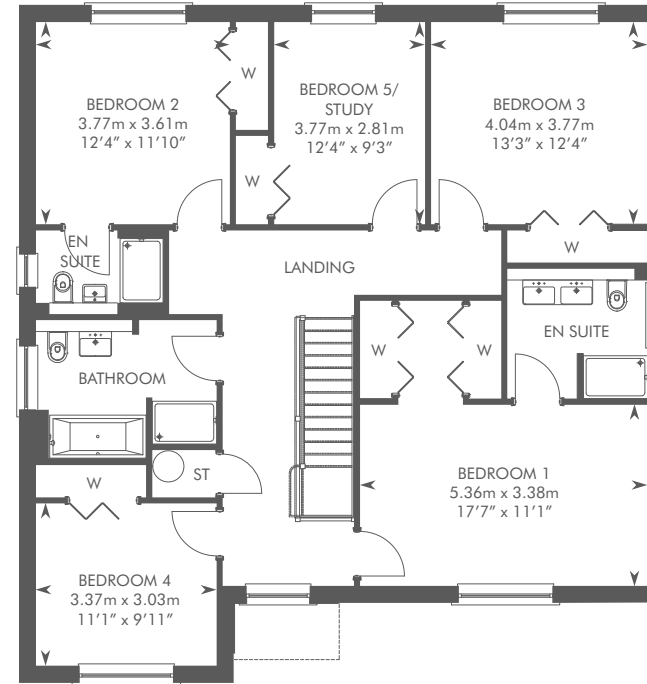 BEDROOM 2
3.77m x 3.61m
12’4” x 11’10”
W
W
BEDROOM 5/
STUDY
3.77m x 2.81m
12’4” x 9’3”
BEDROOM 3
4.04m x 3.77m
13’3” x 12’4”
W
EN
SUITE
LANDING
EN SUITE
W
W
BATHROOM
W
ST
BEDROOM 1
5.36m x 3.38m
17’7” x 11’1”
BEDROOM 4
3.37m x 3.03m
11’1” x 9’11”